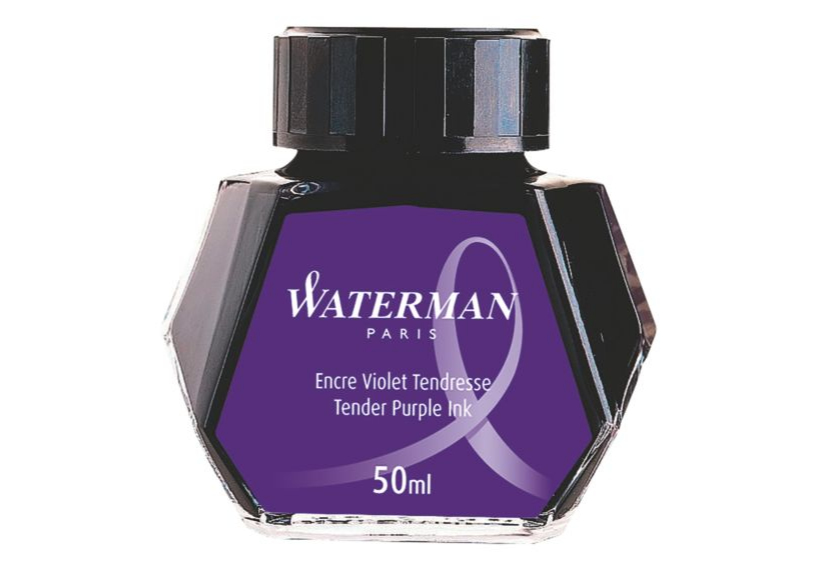 WATERMAN
PARIS
Encre Violet Tendresse
Tender Purple Ink
50ml